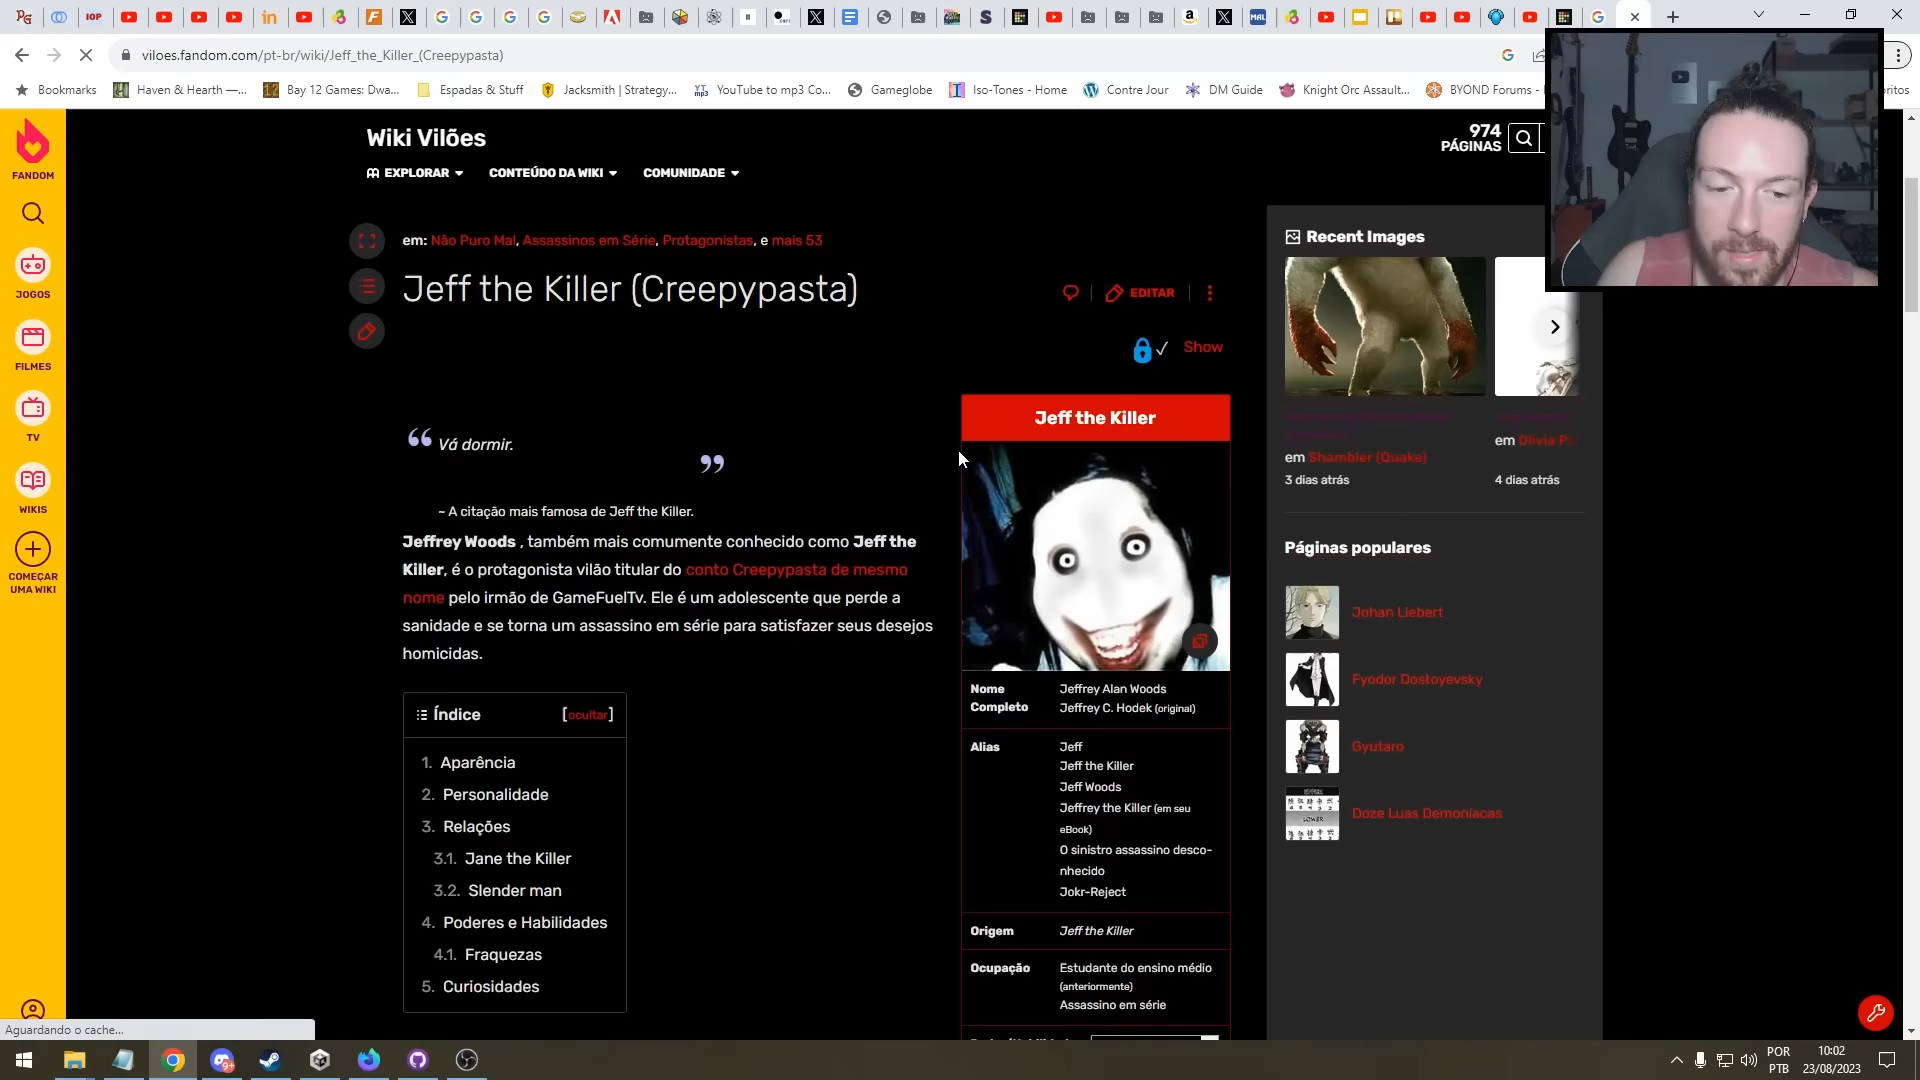 viloes.fandom.com/pt-br/wiki/Jeff_the_Killer_(Creepypasta)
Bookmarks
Haven & Hearth —...
Bay 12 Games: Dwa...
Espadas & Stuff
Jacksmith | Strategy...
YouTube to mp3 Co...
Gameglobe
Iso-Tones - Home
Contre Jour
DM Guide
Knight Orc Assault...
BYOND Forums -
FANDOM
JOGOS
FILMES
TV
WIKIS
COMEÇAR
UMA WIKI
Wiki Vilões
974
PÁGINAS
EXPLORAR
CONTEÚDO DA WIKI
COMUNIDADE
em: Não Puro Mal, Assassinos em Série, Protagonistas, e mais 53
Jeff the Killer (Creepypasta)
EDITAR
Show
“ Vá dormir. ”
– A citação mais famosa de Jeff the Killer.
Jeffrey Woods , também mais comumente conhecido como Jeff the
Killer, é o protagonista vilão titular do conto Creepypasta de mesmo
nome pelo irmão de GameFuelTv. Ele é um adolescente que perde a
sanidade e se torna um assassino em série para satisfazer seus desejos
homicidas.
Índice [ocultar]
1. Aparência
2. Personalidade
3. Relações
3.1. Jane the Killer
3.2. Slender man
4. Poderes e Habilidades
4.1. Fraquezas
5. Curiosidades
Jeff the Killer
Nome
Completo
Jeffrey Alan Woods
Jeffrey C. Hodek (original)
Alias
Jeff
Jeff the Killer
Jeff Woods
Jeffrey the Killer (em seu
eBook)
O sinistro assassino desco-
nhecido
Jokr-Reject
Origem
Jeff the Killer
Ocupação
Estudante do ensino médio
(anteriormente)
Assassino em série
Recent Images
em Shambler (Quake)
3 dias atrás
em Olivia
4 dias atrás
Páginas populares
Johan Liebert
Fyodor Dostoyevsky
Gyutaro
LOWER
Doze Luas Demoníacas
Aguardando o cache...
POR
PTB
10:02
23/08/2023